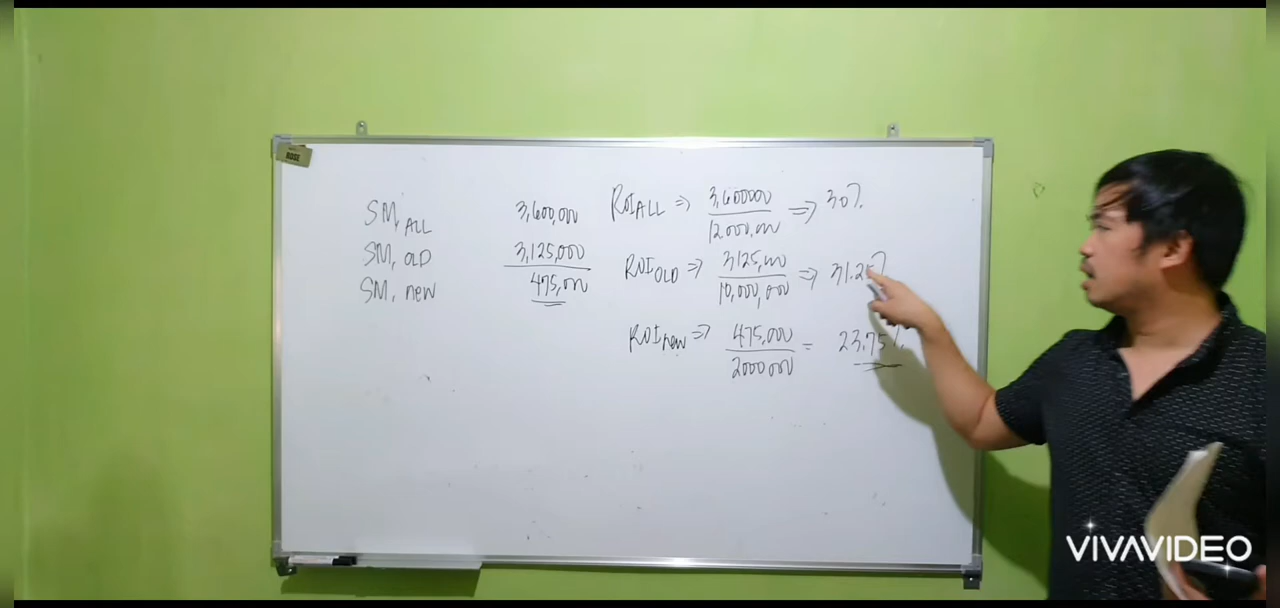 ROSE
SM, ALL 3,600,000
SM, OLD 3,125,000
SM, new 475,000
ROI ALL => 3,600000 / 12.000,000 => 30%
ROI OLD => 3125,000 / 10,000,000 => 31.25%
ROI new => 475,000 / 2000000 = 23.75%
VIVAVIDEO